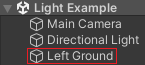 Light Example
Main Camera
Directional Light
Left Ground